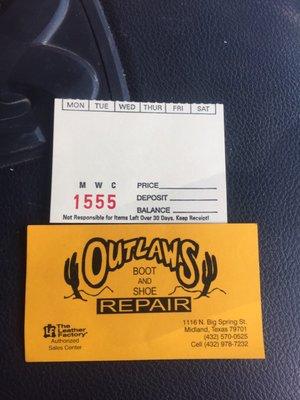 MON TUE WED THUR FRI SAT
M W C
1555
PRICE
DEPOSIT
BALANCE
Not Responsible for Items Left Over 30 Days. Keep Receipt!
OUTLAWS
BOOT
AND
SHOE
REPAIR
The
Leather
Factory
Authorized
Sales Center
1116 N. Big Spring St.
Midland, Texas 79701
(432) 570-0525
Cell (432) 978-7232